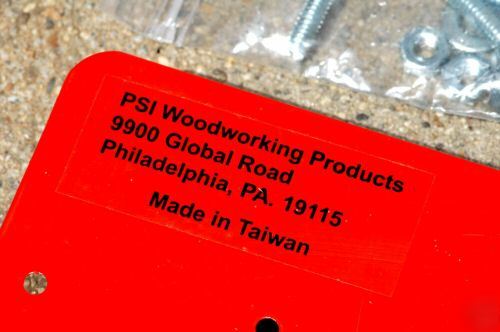 PSI Woodworking Products
9900 Global Road
Philadelphia, PA. 19115
Made in Taiwan